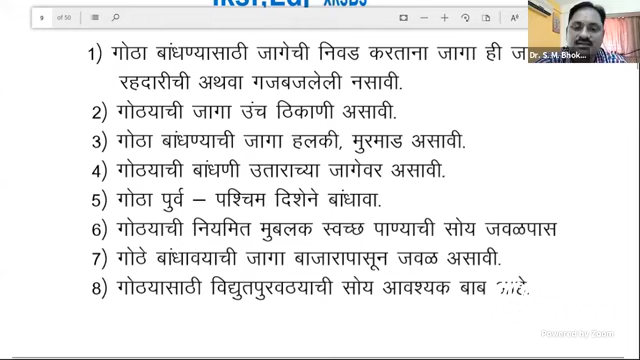 9 of 50
1) गोठा बांधण्यासाठी जागेची निवड करताना जागा ही
रहदारीची अथवा गजबजलेली नसावी.
2) गोठयाची जागा उंच ठिकाणी असावी.
3) गोठा बांधण्याची जागा हलकी, मुरमाड असावी.
4) गोठयाची बांधणी उताराच्या जागेवर असावी.
5) गोठा पुर्व – पश्चिम दिशेने बांधावा.
6) गोठयाची नियमित मुबलक स्वच्छ पाण्याची सोय जवळपास
7) गोठे बांधावयाची जागा बाजारापासून जवळ असावी.
8) गोठयासाठी विद्युतपुरवठयाची सोय आवश्यक बाब आहे.
Dr. S. M. Bhok...
Powered by Zoom